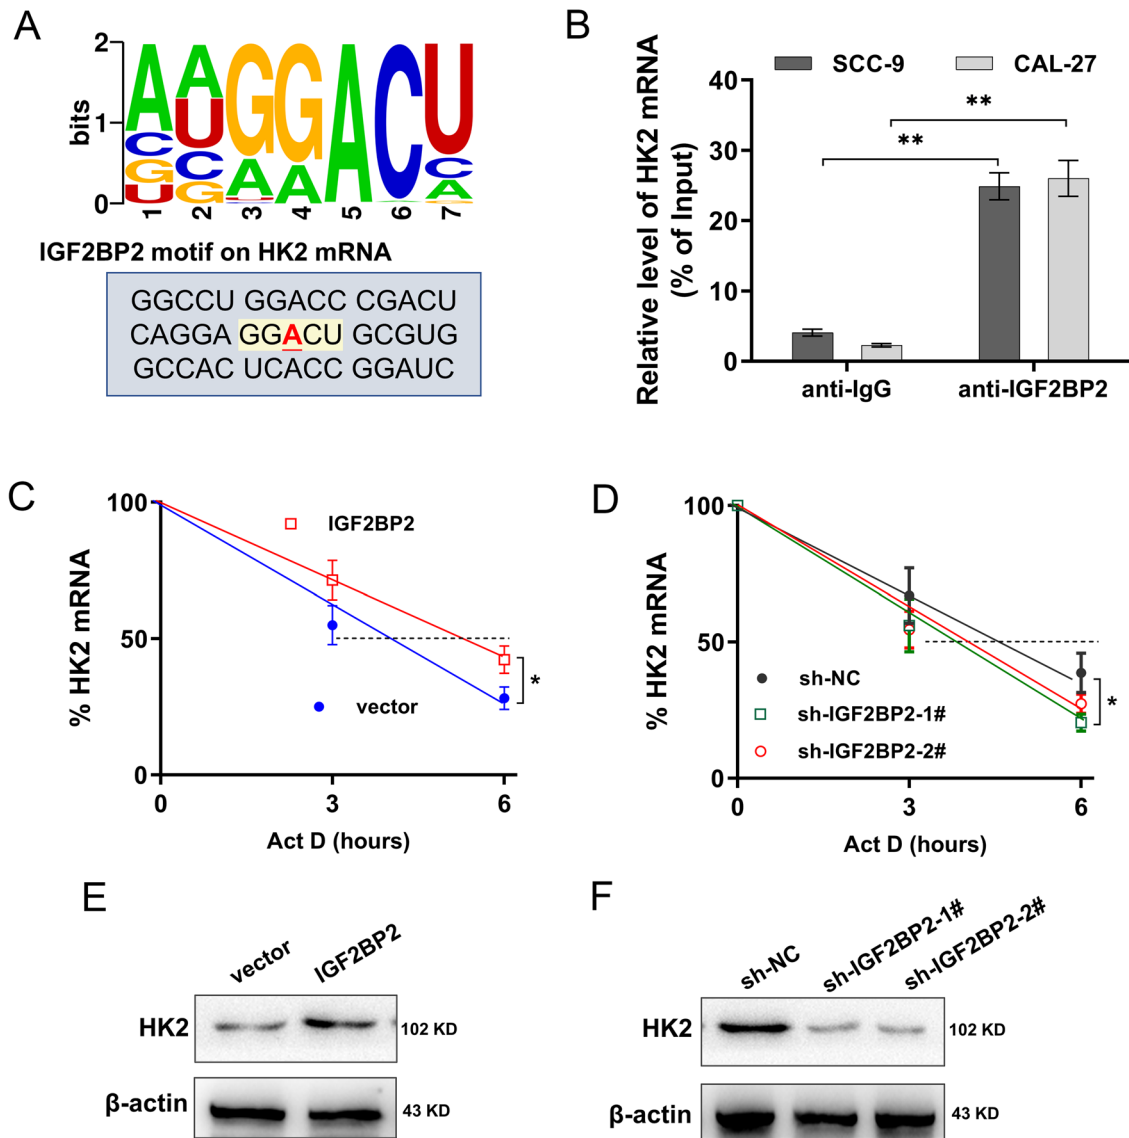 A
2
bits
1
0
A A G G A C U
C U A A C
G C U A
U G
1 2 3 4 5 6 7
IGF2BP2 motif on HK2 mRNA
GGCCU GGACC CGACU
CAGGA GGACU GCGUG
GCCAC UCACC GGAUC
B
Relative level of HK2 mRNA
(% of Input)
SCC-9 CAL-27
40
30
20
10
0
**
**
anti-IgG anti-IGF2BP2
C
% HK2 mRNA
100
50
0
IGF2BP2
vector
*
0 3 6
Act D (hours)
D
% HK2 mRNA
100
50
0
sh-NC
sh-IGF2BP2-1#
sh-IGF2BP2-2#
*
0 3 6
Act D (hours)
E
vector IGF2BP2
HK2 102 KD
β-actin 43 KD
F
sh-NC sh-IGF2BP2-1# sh-IGF2BP2-2#
HK2 102 KD
β-actin 43 KD